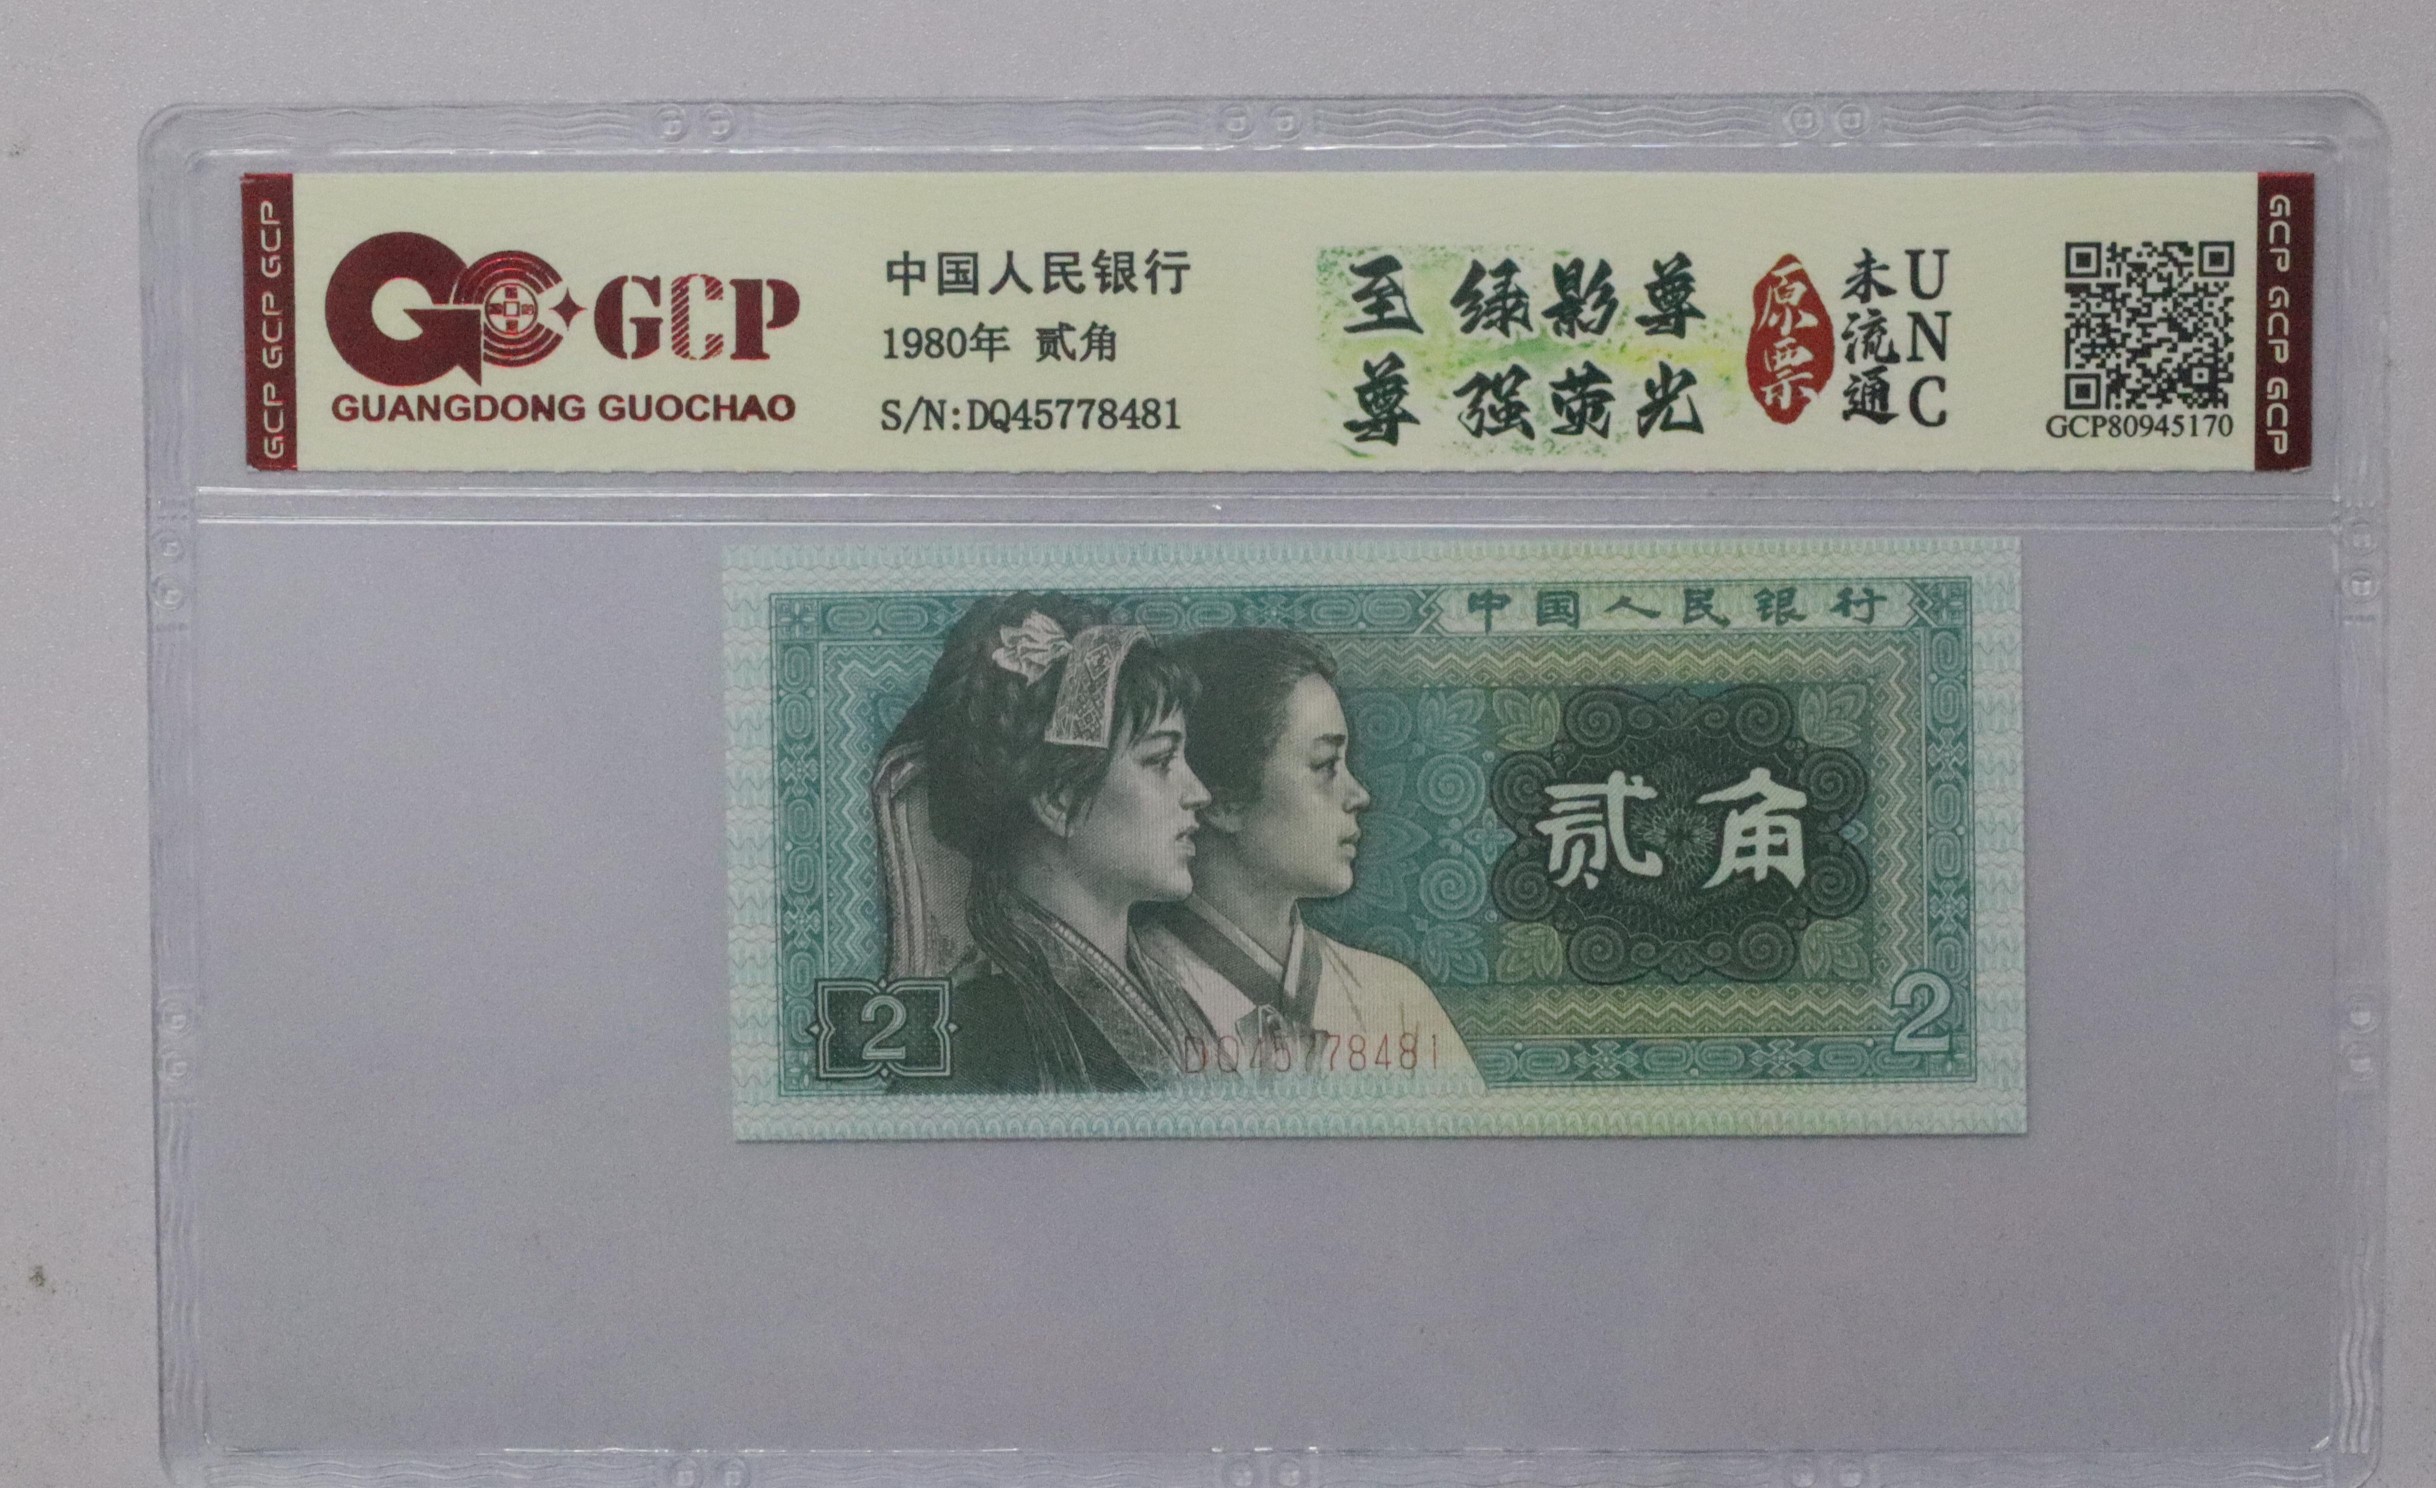 GCP GCP GCP
GCP
GUANGDONG GUOCHAO
中国人民银行
1980年 贰角
S/N:DQ45778481
至尊
绿影尊
强荧光
原票
未流通
UNC
GCP80945170
GCP GCP GCP
中国人民银行
贰角
2
2
DQ45778481